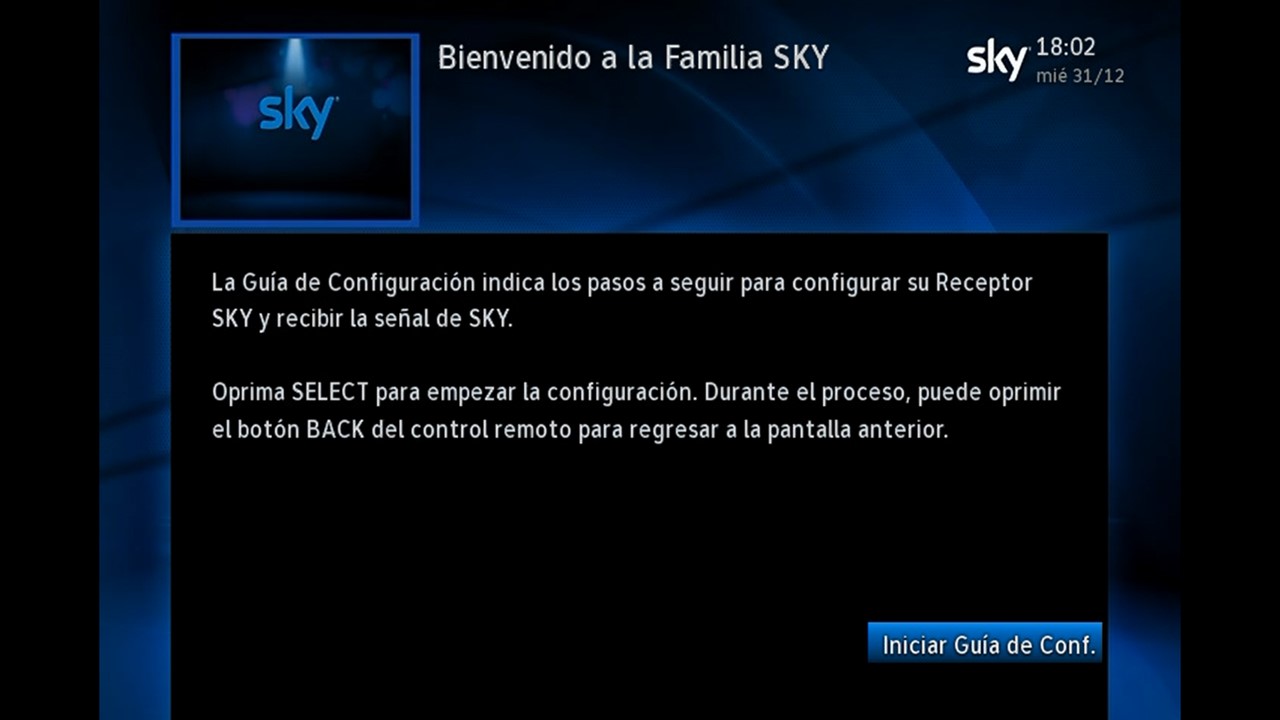 sky
Bienvenido a la Familia SKY
sky 18:02
mié 31/12
La Guía de Configuración indica los pasos a seguir para configurar su Receptor
SKY y recibir la señal de SKY.
Oprima SELECT para empezar la configuración. Durante el proceso, puede oprimir
el botón BACK del control remoto para regresar a la pantalla anterior.
Iniciar Guía de Conf.